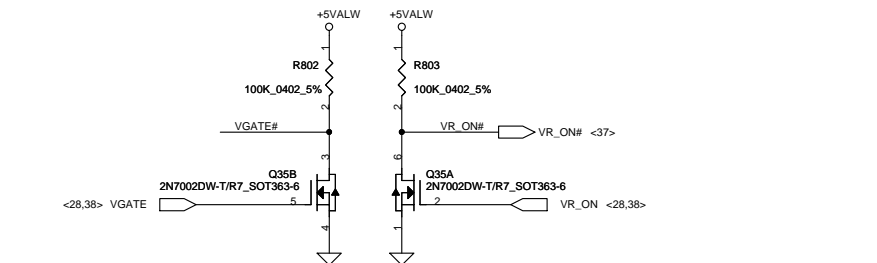 +5VALW +5VALW
1 1
R802 R803
100K_0402_5% 100K_0402_5%
2 2
VGATE# VR_ON# VR_ON# <37>
3 6
Q35B Q35A
2N7002DW-T/R7_SOT363-6 2N7002DW-T/R7_SOT363-6
<28,38> VGATE 5 2 VR_ON <28,38>
4 1